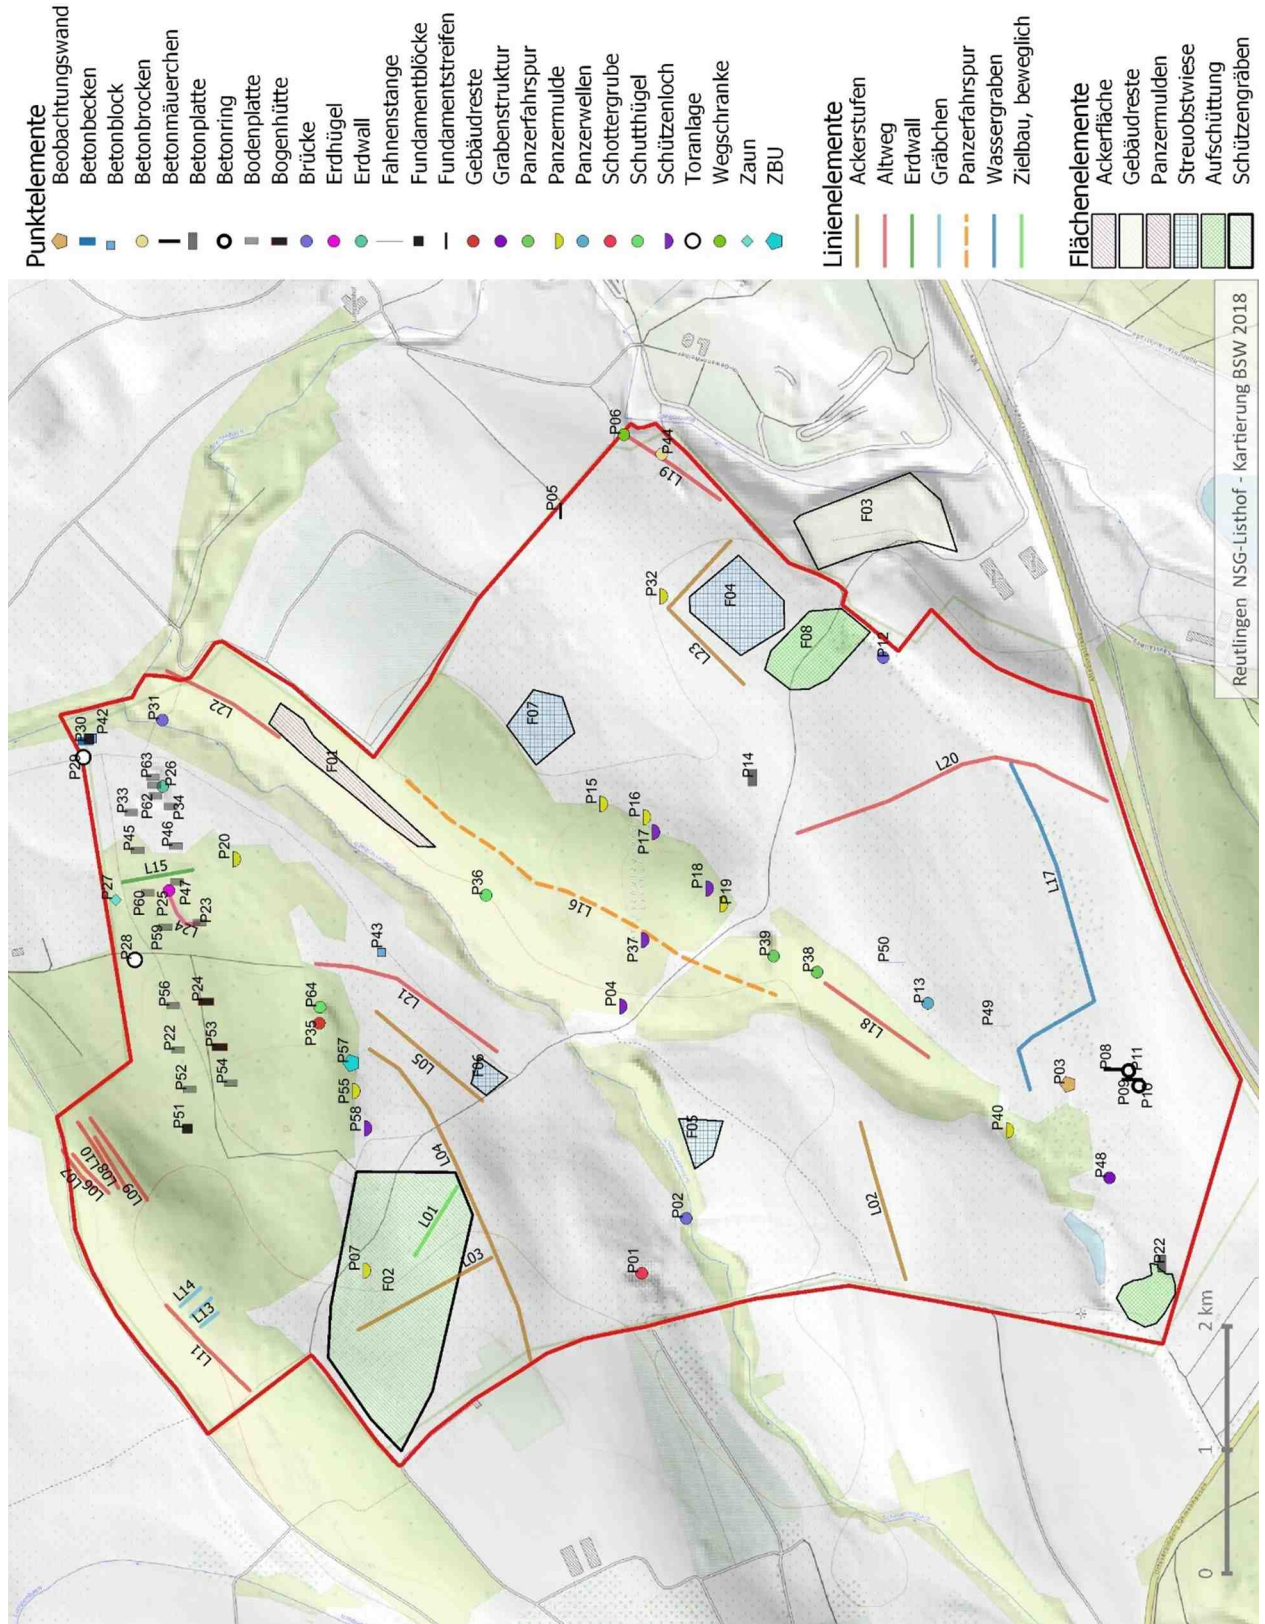 Punktelemente
Beobachtungswand
Betonbecken
Betonblock
Betonbrocken
Betonmäuerchen
Betonplatte
Betonring
Bodenplatte
Bogenhütte
Brücke
Erdhügel
Erdwall
Fahnenstange
Fundamentblöcke
Fundamentstreifen
Gebäudreste
Grabenstruktur
Panzerfahrspur
Panzermulde
Panzerwellen
Schottergrube
Schutthügel
Schützenloch
Toranlage
Wegschranke
Zaun
ZBU
Linienelemente
Ackerstufen
Altweg
Erdwall
Gräbchen
Panzerfahrspur
Wassergraben
Zielbau, beweglich
Flächenelemente
Ackerfläche
Gebäudreste
Panzermulden
Streuobstwiese
Aufschüttung
Schützengräben
P30
P42
P29
P31
L22
P63
P26
P62
P34
P33
P45
P46
L15
P20
P27
P60
P25
P47
P59
L24
P23
P28
P56
P24
P22
P53
P52
P54
P51
L06
L07
L08
L10
L09
L14
L13
L11
F01
P43
L21
P64
P35
P57
P55
P58
L05
F06
L04
L01
L03
P07
F02
P36
L16
P05
P06
P44
L19
F07
P32
L23
F04
F03
F08
P12
P15
P16
P17
P18
P19
P14
P37
P04
P39
P38
P50
P13
L18
P49
L20
L17
F05
P02
P01
L02
P40
P03
P08
P11
P09
P10
P48
P22
0 1 2 km
Reutlingen NSG-Listhof - Kartierung BSW 2018